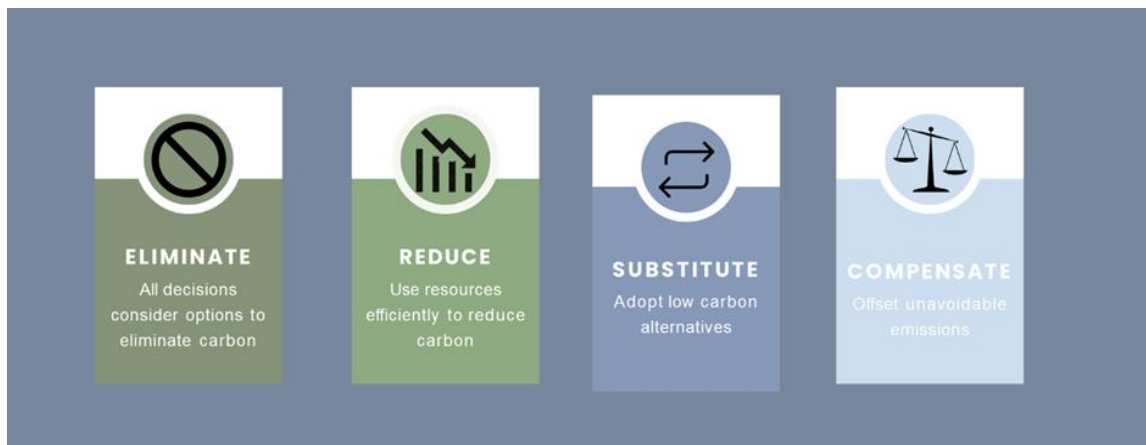 ELIMINATE
All decisions
consider options to
eliminate carbon
REDUCE
Use resources
efficiently to reduce
carbon
SUBSTITUTE
Adopt low carbon
alternatives
COMPENSATE
Offset unavoidable
emissions